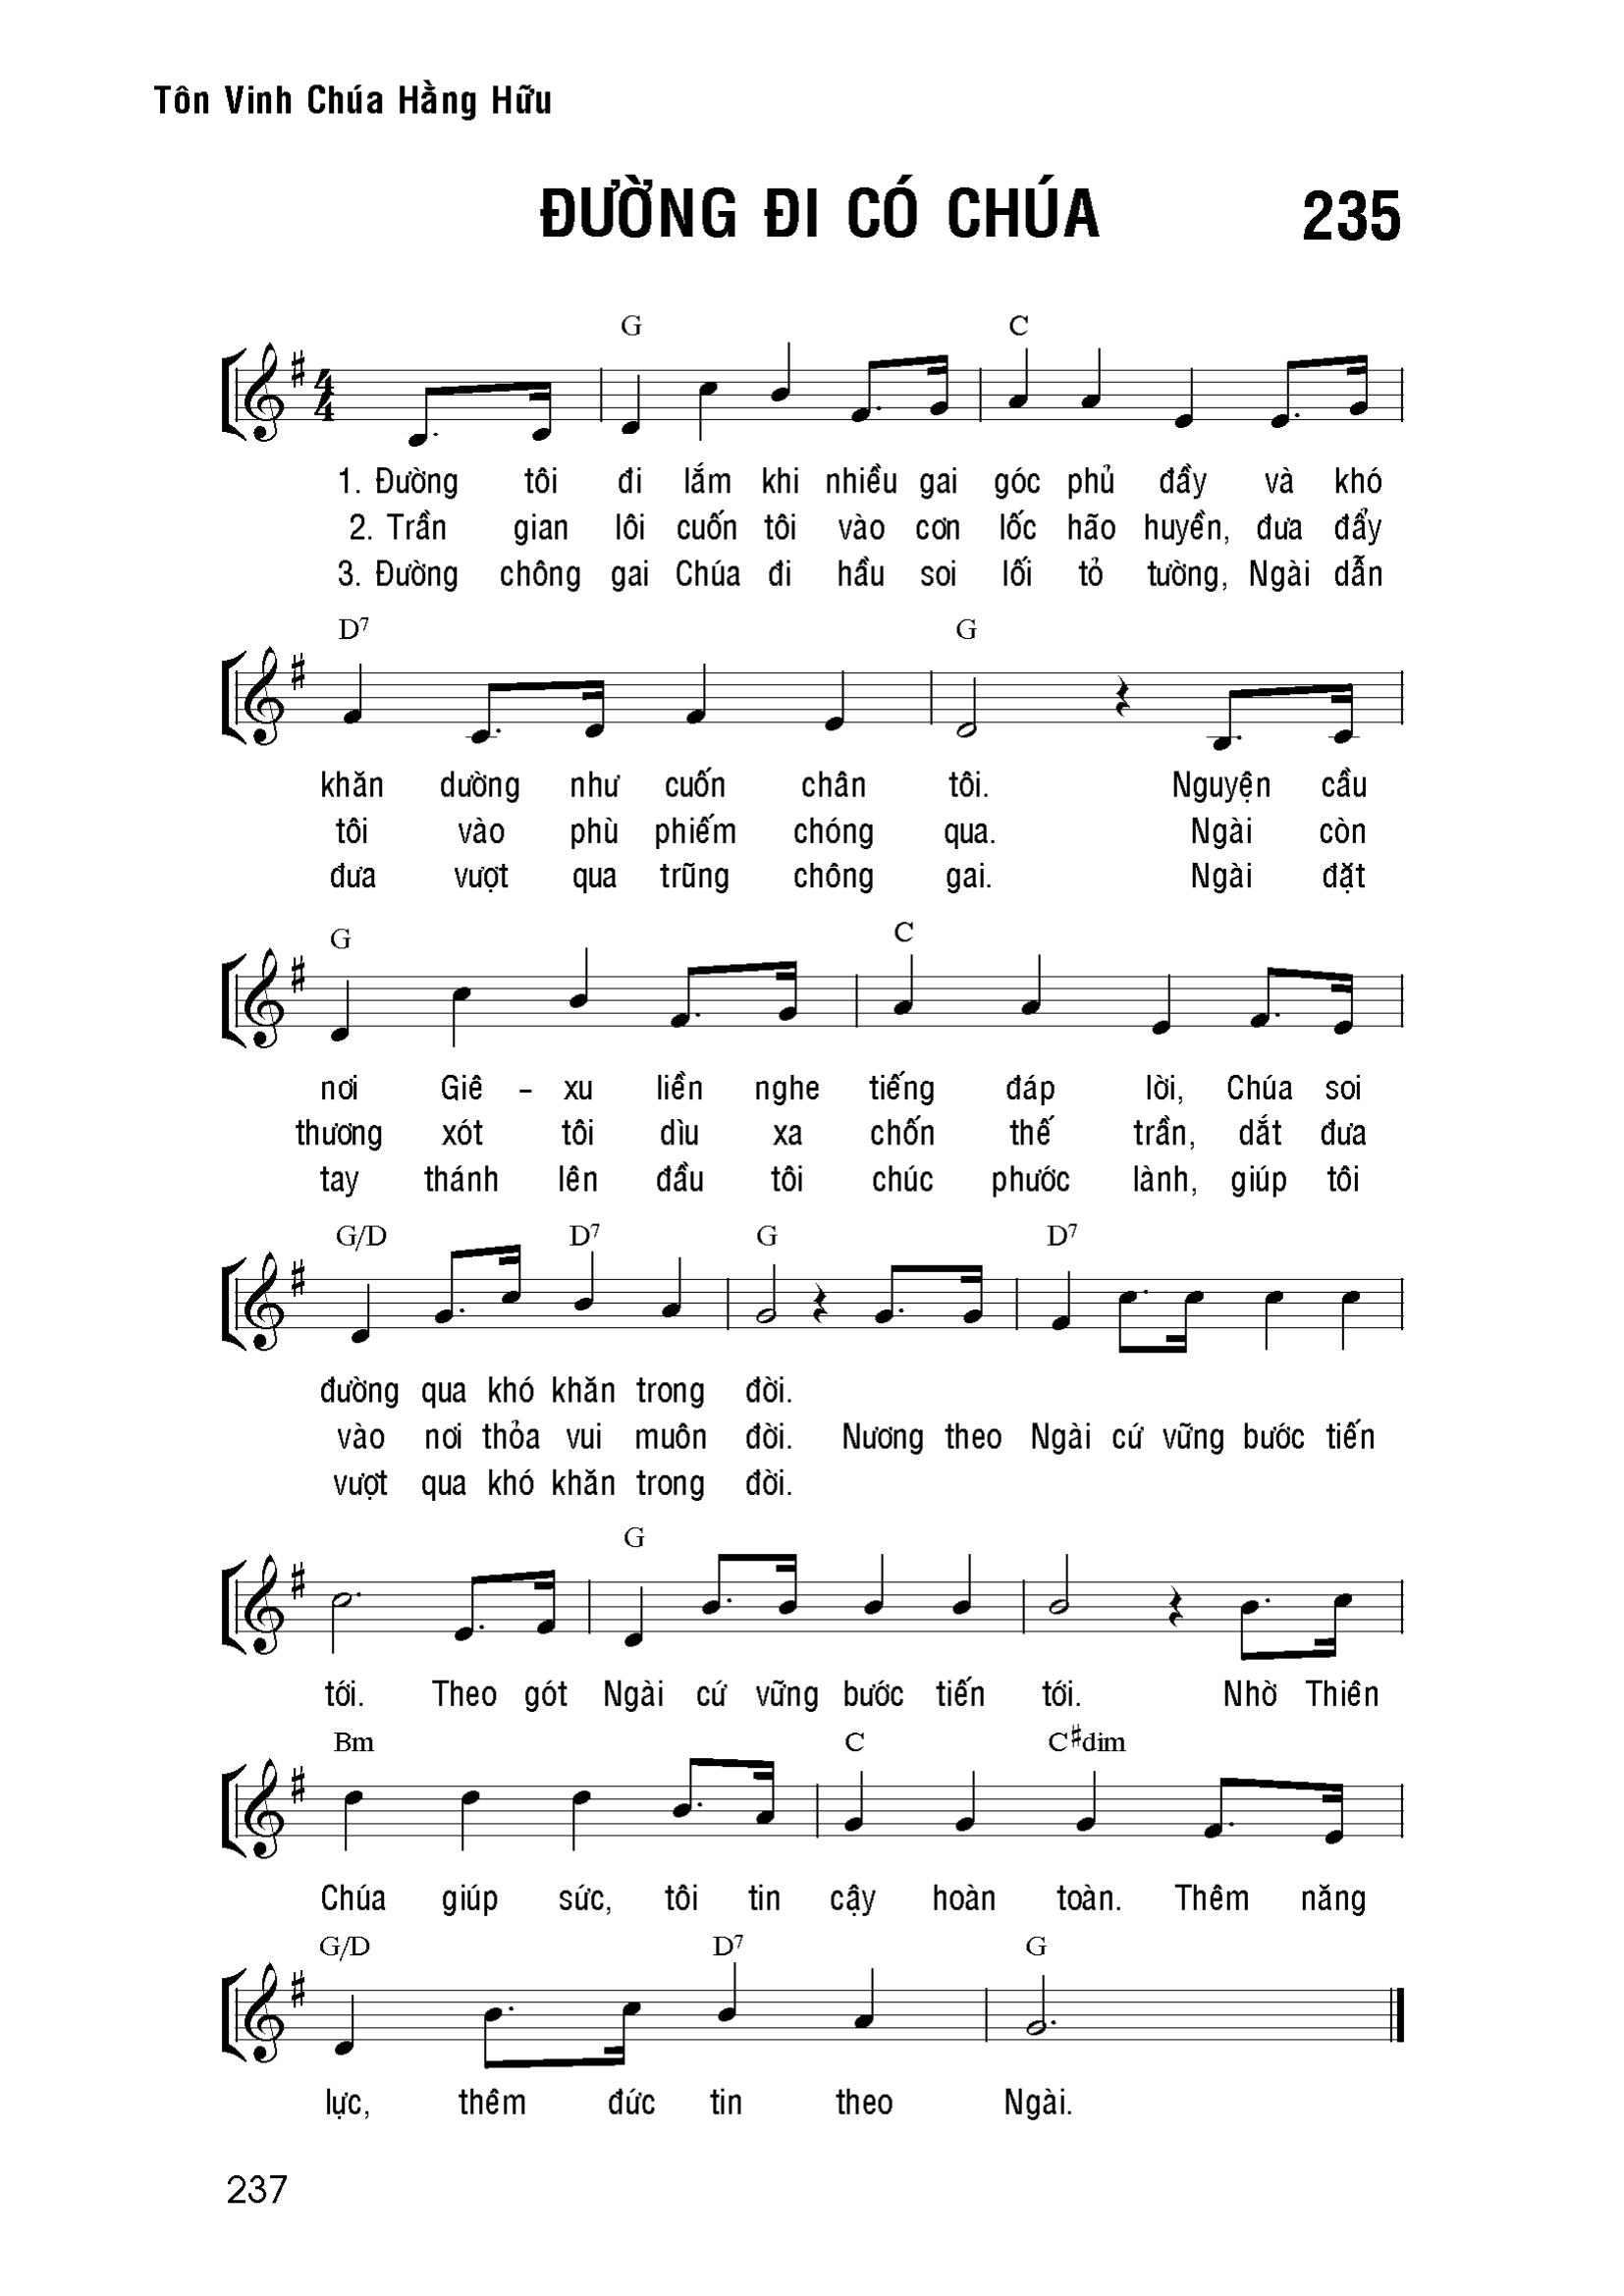 Tôn Vinh Chúa Hằng Hữu
ĐƯỜNG ĐI CÓ CHÚA 235
G C
4
4
1. Đường tôi đi lắm khi nhiều gai góc phủ đầy và khó
2. Trần gian lôi cuốn tôi vào cơn lốc hão huyền, đưa đẩy
3. Đường chông gai Chúa đi hầu soi lối tỏ tường, Ngài dẫn
D7 G
khăn dường như cuốn chân tôi. Nguyện cầu
tôi vào phù phiếm chóng qua. Ngài còn
đưa vượt qua trũng chông gai. Ngài đặt
G C
nơi Giê - xu liền nghe tiếng đáp lời, Chúa soi
thương xót tôi dìu xa chốn thế trần, dắt đưa
tay thánh lên đầu tôi chúc phước lành, giúp tôi
G/D D7 G D7
đường qua khó khăn trong đời.
vào nơi thỏa vui muôn đời. Nương theo Ngài cứ vững bước tiến
vượt qua khó khăn trong đời.
G
tới. Theo gót Ngài cứ vững bước tiến tới. Nhờ Thiên
Bm C C#dim
Chúa giúp sức, tôi tin cậy hoàn toàn. Thêm năng
G/D D7 G
lực, thêm đức tin theo Ngài.
237